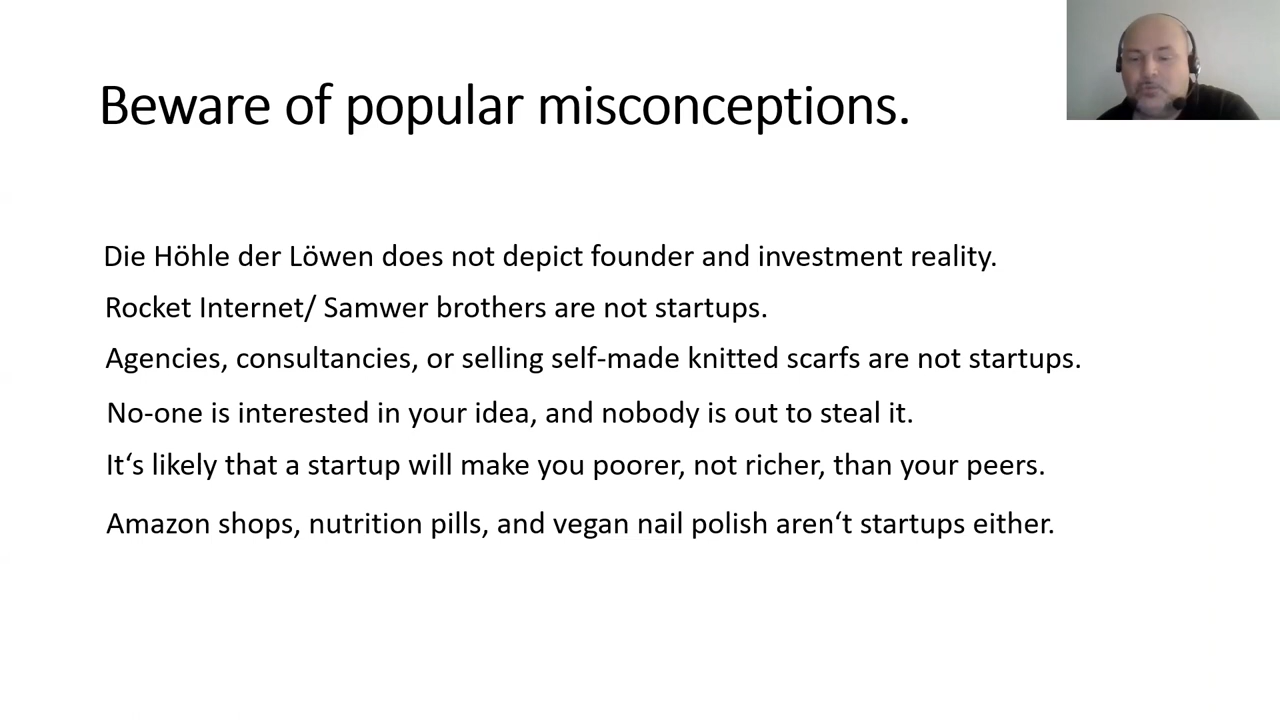 Beware of popular misconceptions.
Die Höhle der Löwen does not depict founder and investment reality.
Rocket Internet/ Samwer brothers are not startups.
Agencies, consultancies, or selling self-made knitted scarfs are not startups.
No-one is interested in your idea, and nobody is out to steal it.
It‘s likely that a startup will make you poorer, not richer, than your peers.
Amazon shops, nutrition pills, and vegan nail polish aren‘t startups either.